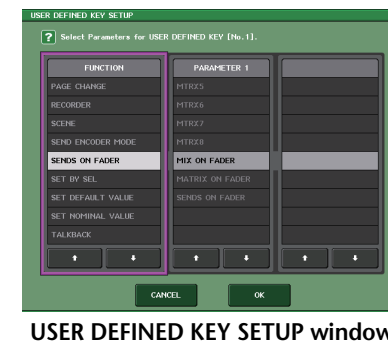 USER DEFINED KEY SETUP
? Select Parameters for USER DEFINED KEY [No.1].
FUNCTION
PAGE CHANGE
RECORDER
SCENE
SEND ENCODER MODE
SENDS ON FADER
SET BY SEL
SET DEFAULT VALUE
SET NOMINAL VALUE
TALKBACK
PARAMETER 1
MTRX5
MTRX6
MTRX7
MTRX8
MIX ON FADER
MATRIX ON FADER
SENDS ON FADER
CANCEL
OK
USER DEFINED KEY SETUP window